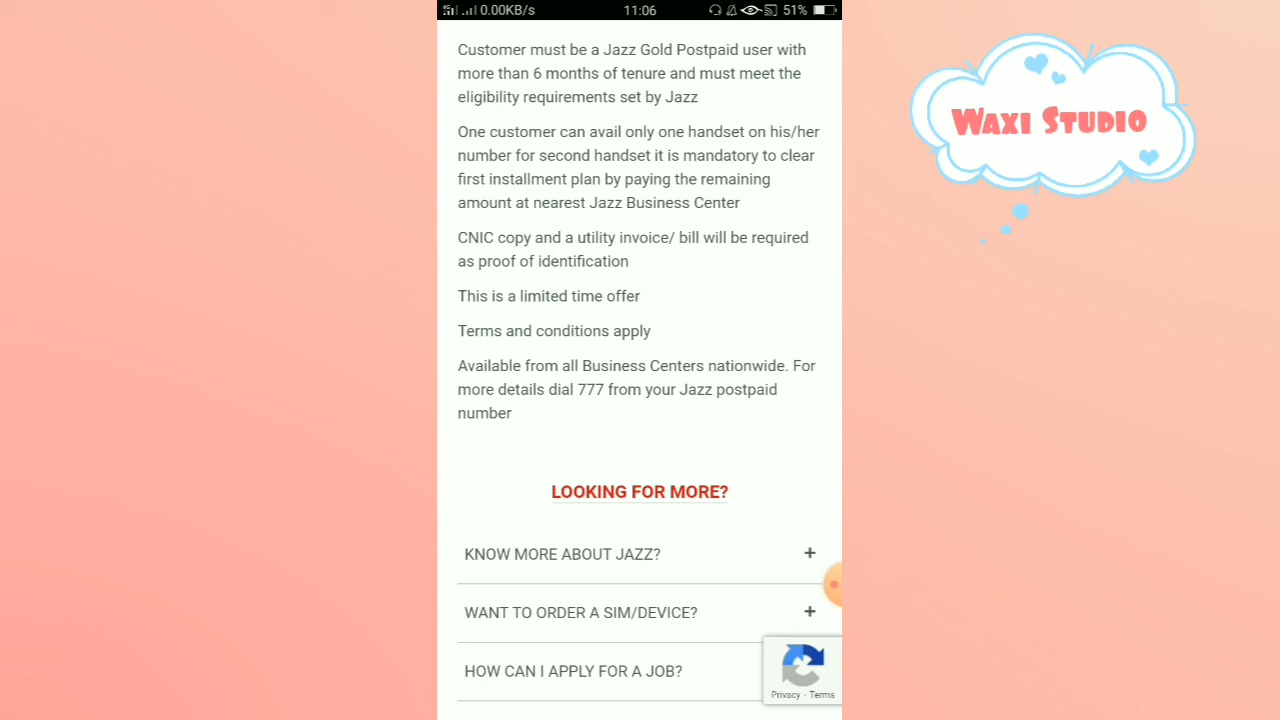 0.00KB/s 11:06 51%
Customer must be a Jazz Gold Postpaid user with
more than 6 months of tenure and must meet the
eligibility requirements set by Jazz
One customer can avail only one handset on his/her
number for second handset it is mandatory to clear
first installment plan by paying the remaining
amount at nearest Jazz Business Center
CNIC copy and a utility invoice/ bill will be required
as proof of identification
This is a limited time offer
Terms and conditions apply
Available from all Business Centers nationwide. For
more details dial 777 from your Jazz postpaid
number
LOOKING FOR MORE?
KNOW MORE ABOUT JAZZ? +
WANT TO ORDER A SIM/DEVICE? +
HOW CAN I APPLY FOR A JOB?
Privacy - Terms
WAXI STUDIO